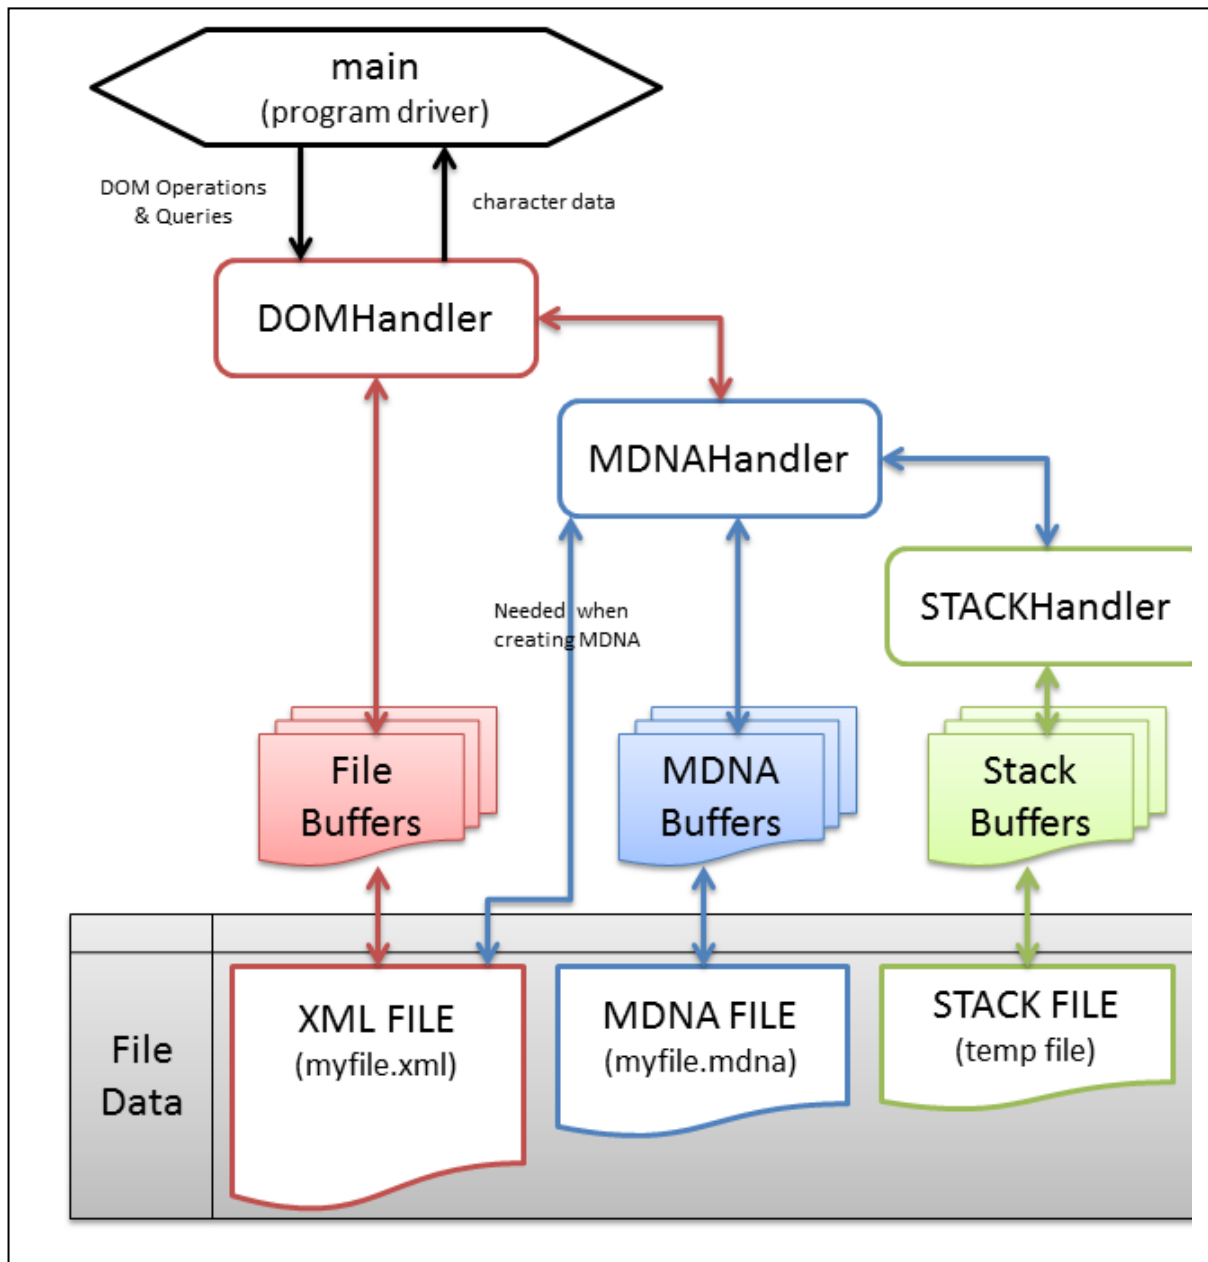 main
(program driver)
DOM Operations
& Queries
character data
DOMHandler
MDNAHandler
STACKHandler
Needed when
creating MDNA
File
Buffers
MDNA
Buffers
Stack
Buffers
File
Data
XML FILE
(myfile.xml)
MDNA FILE
(myfile.mdna)
STACK FILE
(temp file)